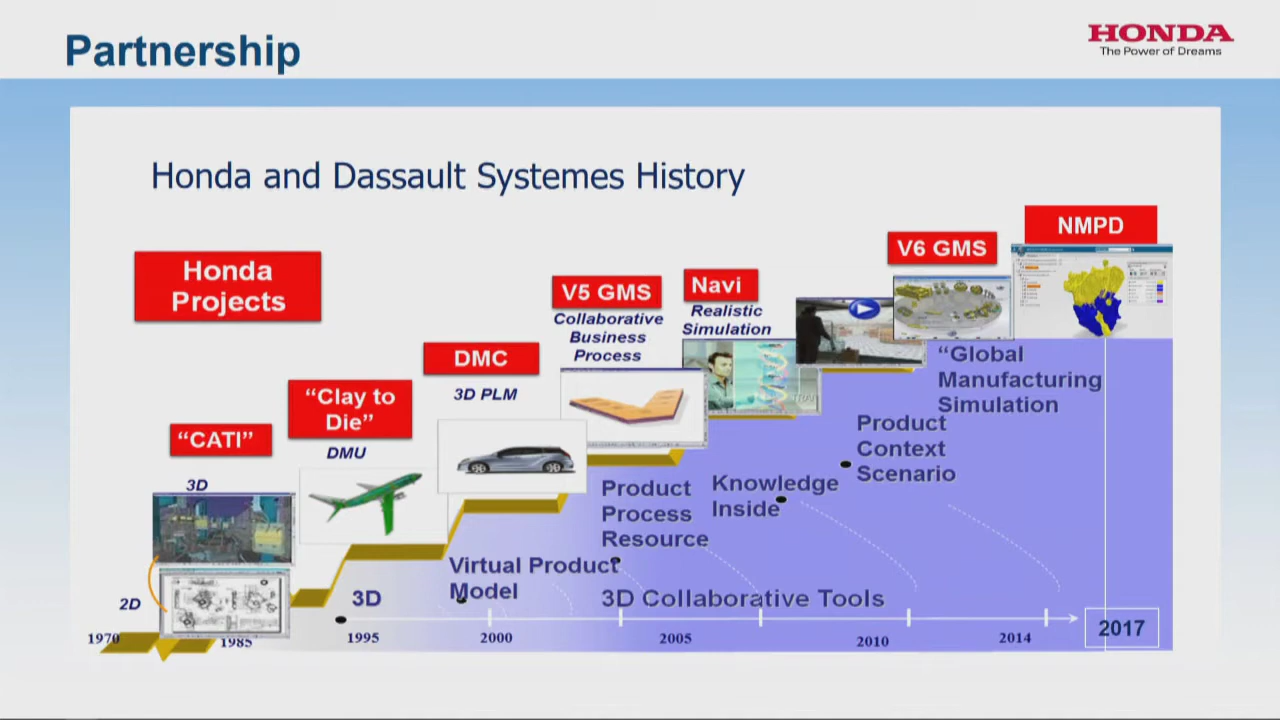 Partnership
HONDA
The Power of Dreams
Honda and Dassault Systemes History
Honda
Projects
"CATI"
3D
2D
"Clay to
Die"
DMU
DMC
3D PLM
V5 GMS
Collaborative
Business
Process
Navi
Realistic
Simulation
V6 GMS
NMPD
"Global
Manufacturing
Simulation
Product
Context
Scenario
Knowledge
Inside
Product
Process
Resource
Virtual Product
Model
3D
3D Collaborative Tools
1970
1985
1995
2000
2005
2010
2014
2017